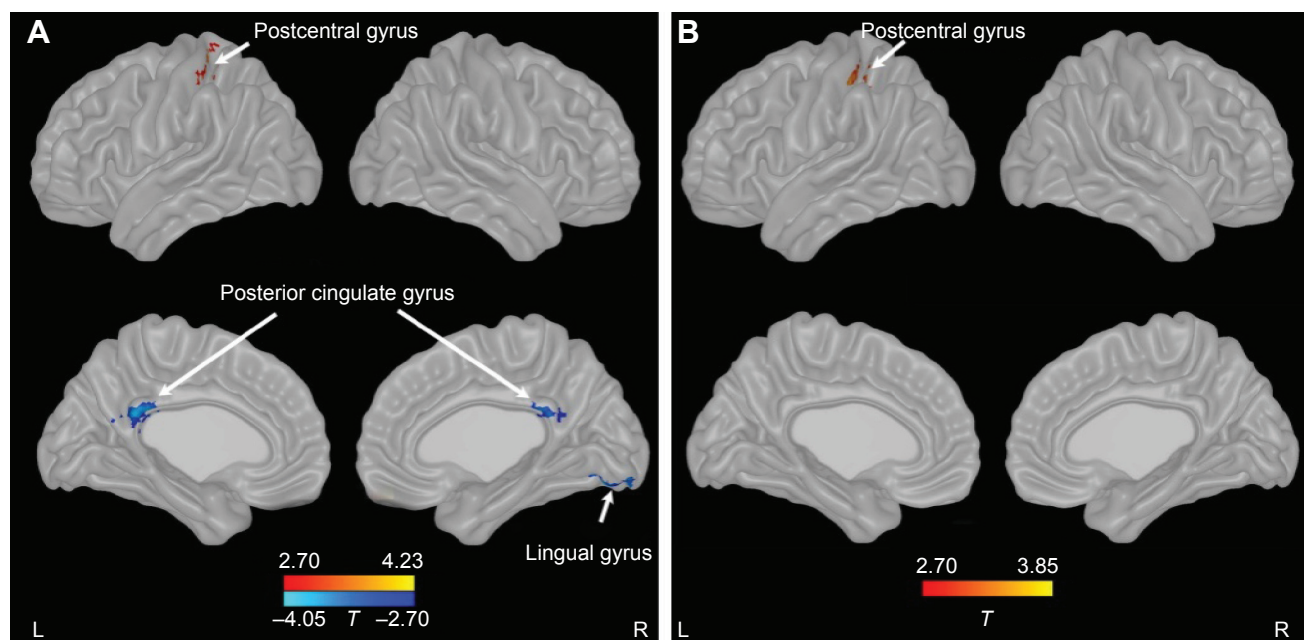 A
Postcentral gyrus
Posterior cingulate gyrus
Lingual gyrus
2.70 4.23
–4.05 T –2.70
L R
B
Postcentral gyrus
2.70 3.85
T
L R